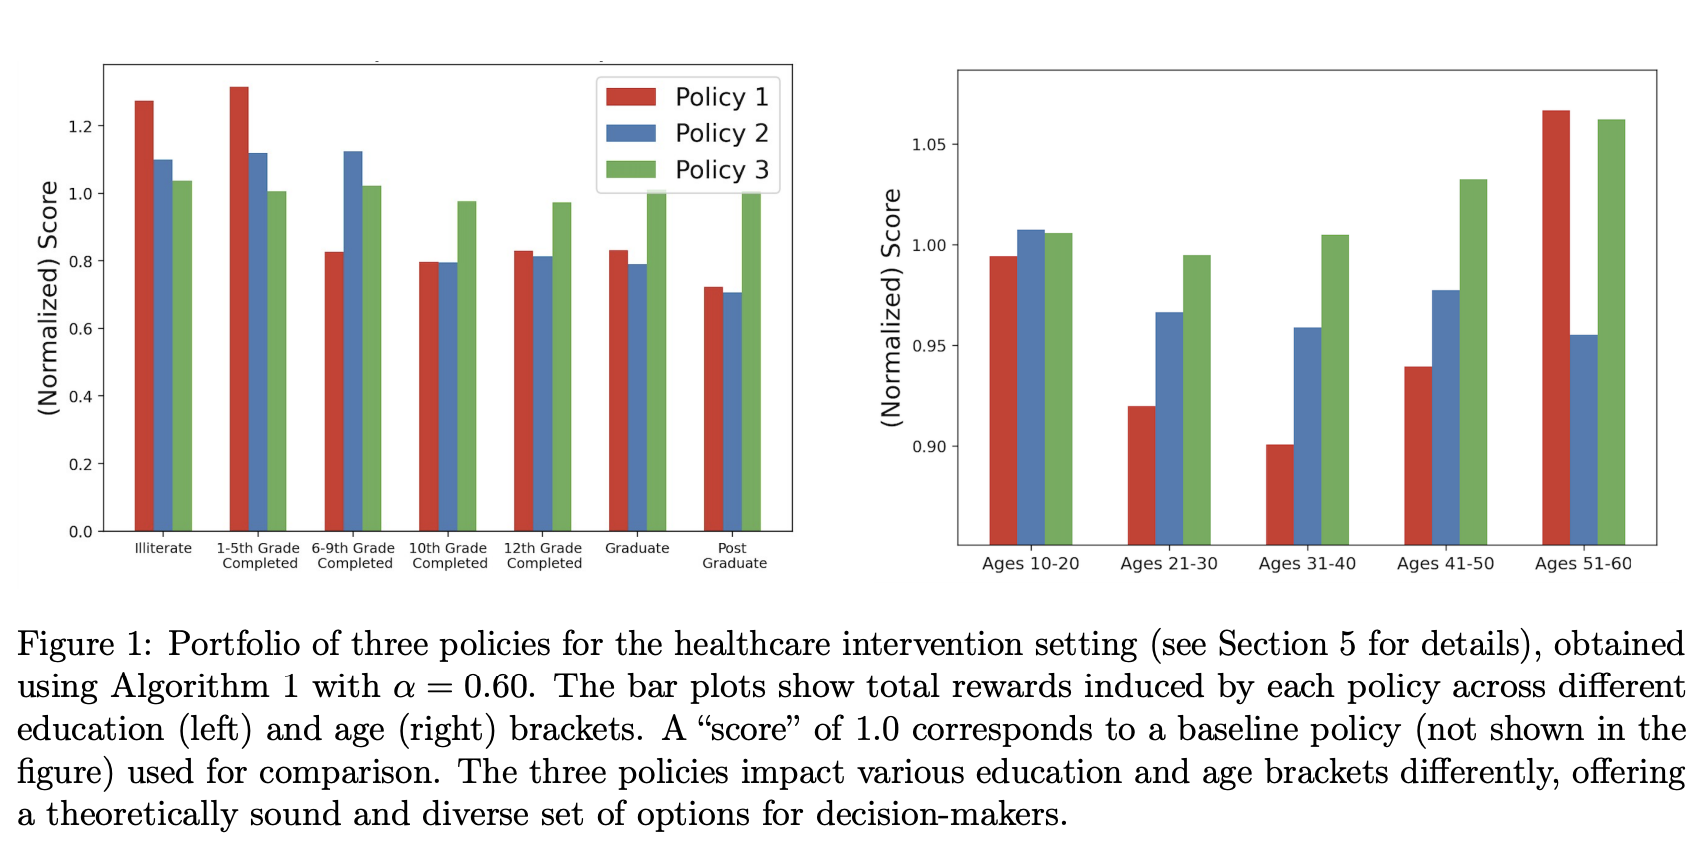 (Normalized) Score
1.2
1.0
0.8
0.6
0.4
0.2
0.0
Policy 1
Policy 2
Policy 3
Illiterate
1-5th Grade
Completed
6-9th Grade
Completed
10th Grade
Completed
12th Grade
Completed
Graduate
Post
Graduate
(Normalized) Score
1.05
1.00
0.95
0.90
Ages 10-20
Ages 21-30
Ages 31-40
Ages 41-50
Ages 51-60
Figure 1: Portfolio of three policies for the healthcare intervention setting (see Section 5 for details), obtained
using Algorithm 1 with α = 0.60. The bar plots show total rewards induced by each policy across different
education (left) and age (right) brackets. A “score” of 1.0 corresponds to a baseline policy (not shown in the
figure) used for comparison. The three policies impact various education and age brackets differently, offering
a theoretically sound and diverse set of options for decision-makers.